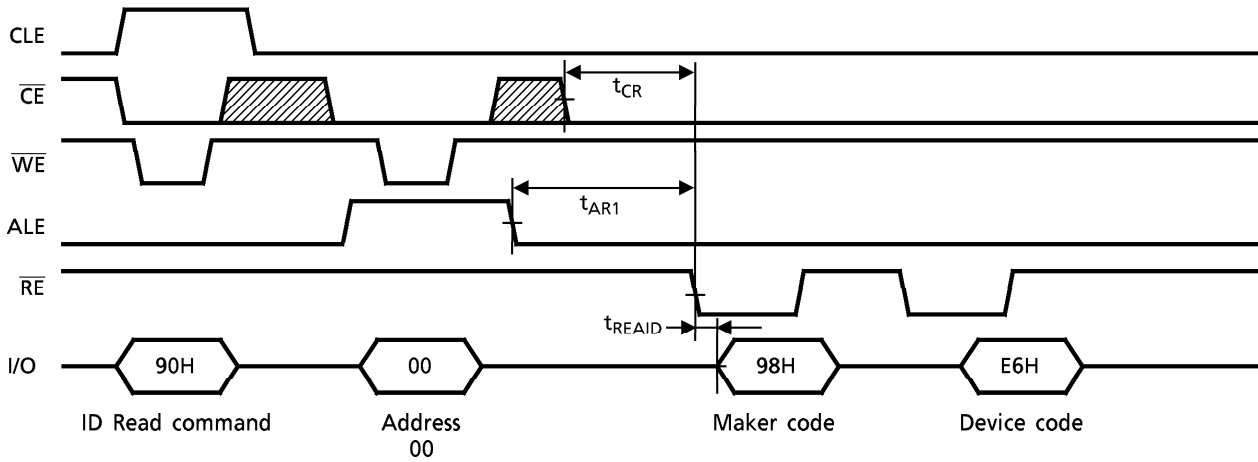 CLE
CE
tCR
WE
tAR1
ALE
RE
tREAID
I/O
90H
00
98H
E6H
ID Read command
Address
00
Maker code
Device code